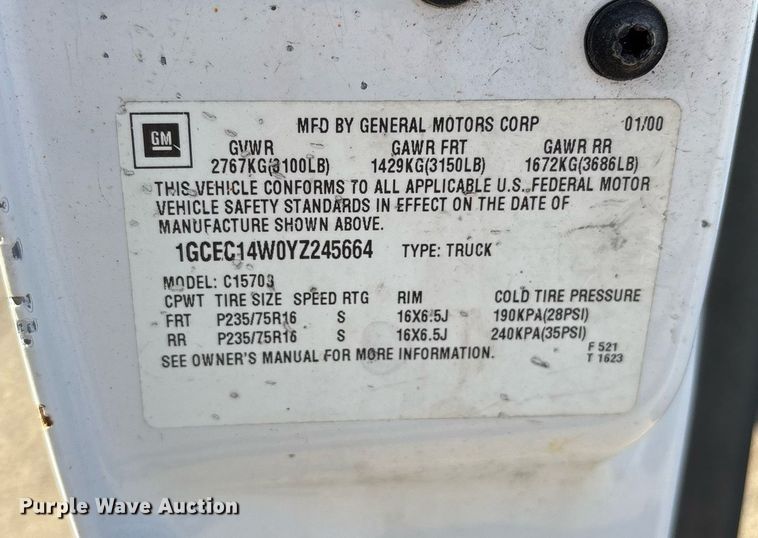 GM
MFD BY GENERAL MOTORS CORP 01/00
GVWR GAWR FRT GAWR RR
2767KG(3100LB) 1429KG(3150LB) 1672KG(3686LB)
THIS VEHICLE CONFORMS TO ALL APPLICABLE U.S. FEDERAL MOTOR
VEHICLE SAFETY STANDARDS IN EFFECT ON THE DATE OF
MANUFACTURE SHOWN ABOVE.
1GCEC14W0YZ245664 TYPE: TRUCK
MODEL: C15703
CPWT TIRE SIZE SPEED RTG RIM COLD TIRE PRESSURE
FRT P235/75R16 S 16X6.5J 190KPA(28PSI)
RR P235/75R16 S 16X6.5J 240KPA(35PSI)
SEE OWNER'S MANUAL FOR MORE INFORMATION.
F 521
T 1623
Purple Wave Auction